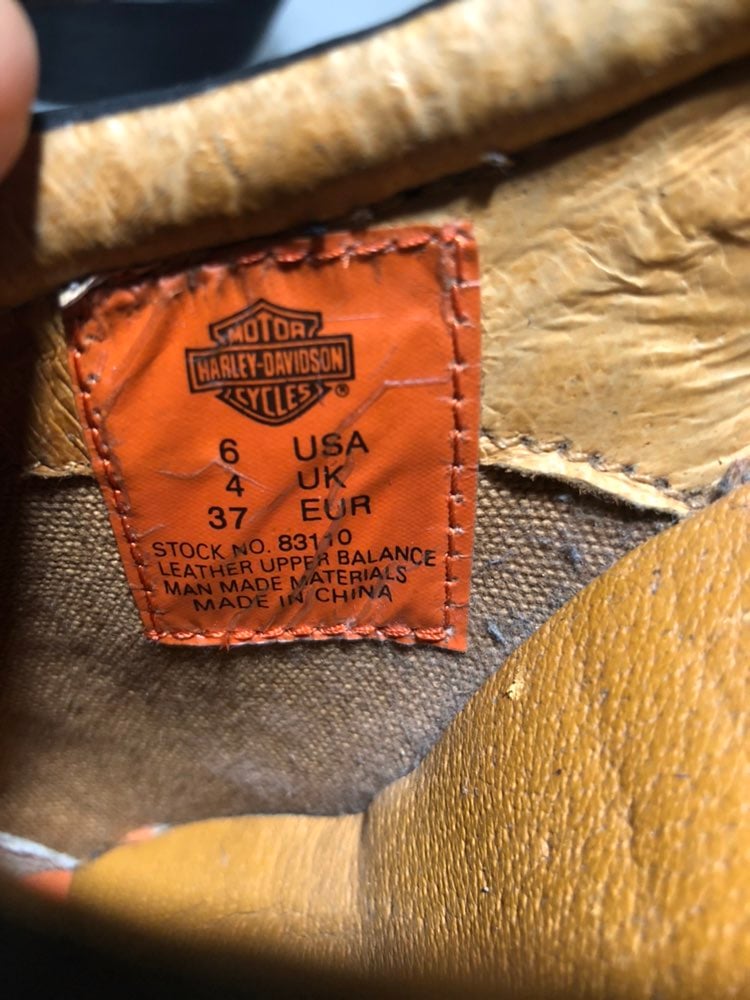 MOTOR
HARLEY-DAVIDSON
CYCLES ®
6 USA
4 UK
37 EUR
STOCK NO. 83110
LEATHER UPPER BALANCE
MAN MADE MATERIALS
MADE IN CHINA